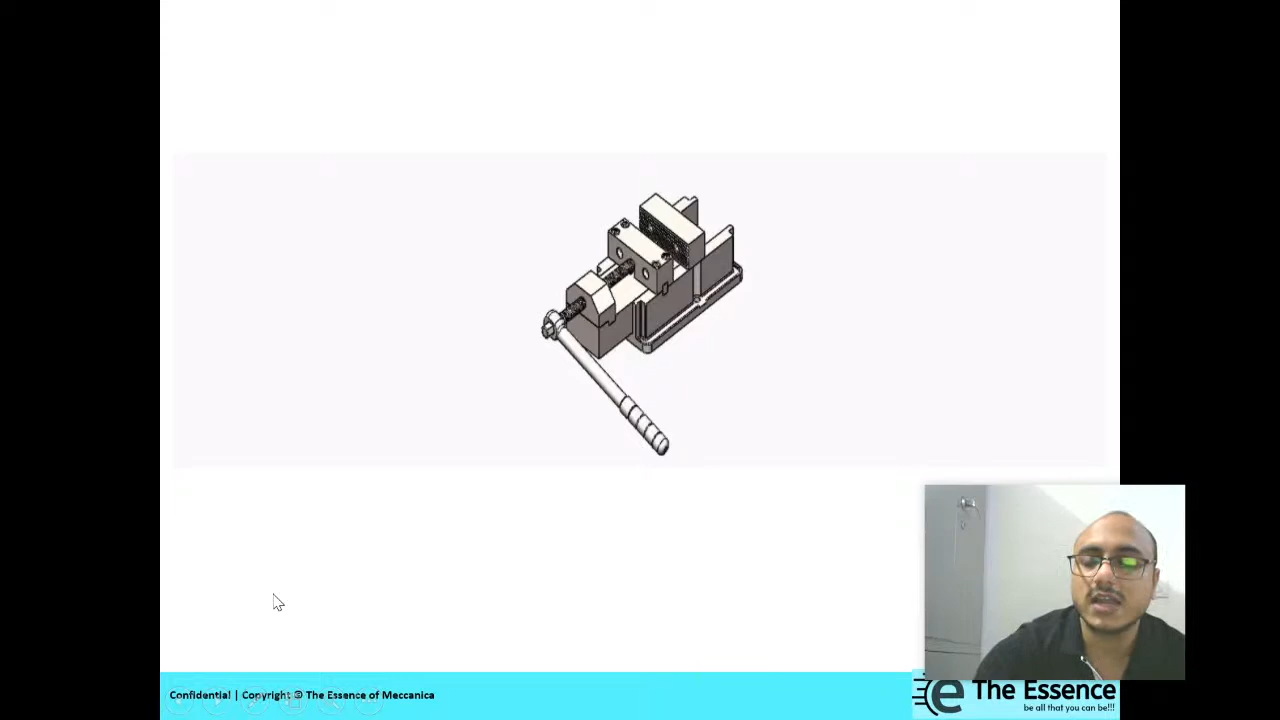 Confidential | Copyright © The Essence of Meccanica
e The Essence
be all that you can be!!!